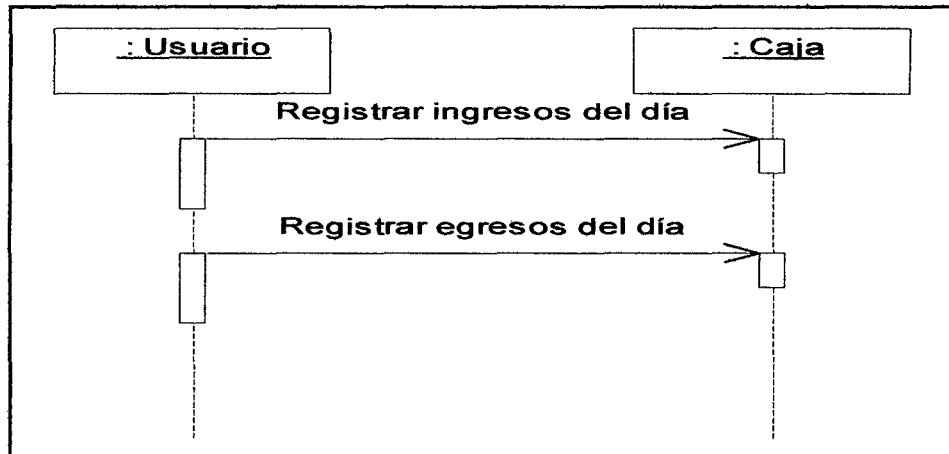 : Usuario
: Caja
Registrar ingresos del día
Registrar egresos del día